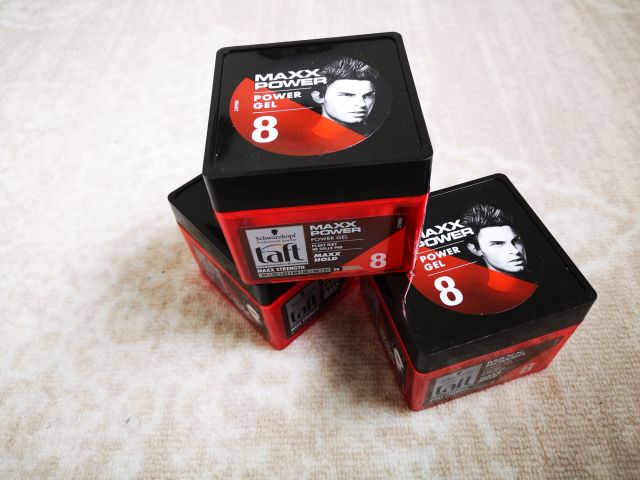 MAXX
POWER
POWER
GEL
8
Schwarzkopf
taft
MAXX STRENGTH
MAXX
POWER
POWER GEL
MAXX
HOLD
8
MAXX
POWER
POWER
GEL
8
taft
8
taft